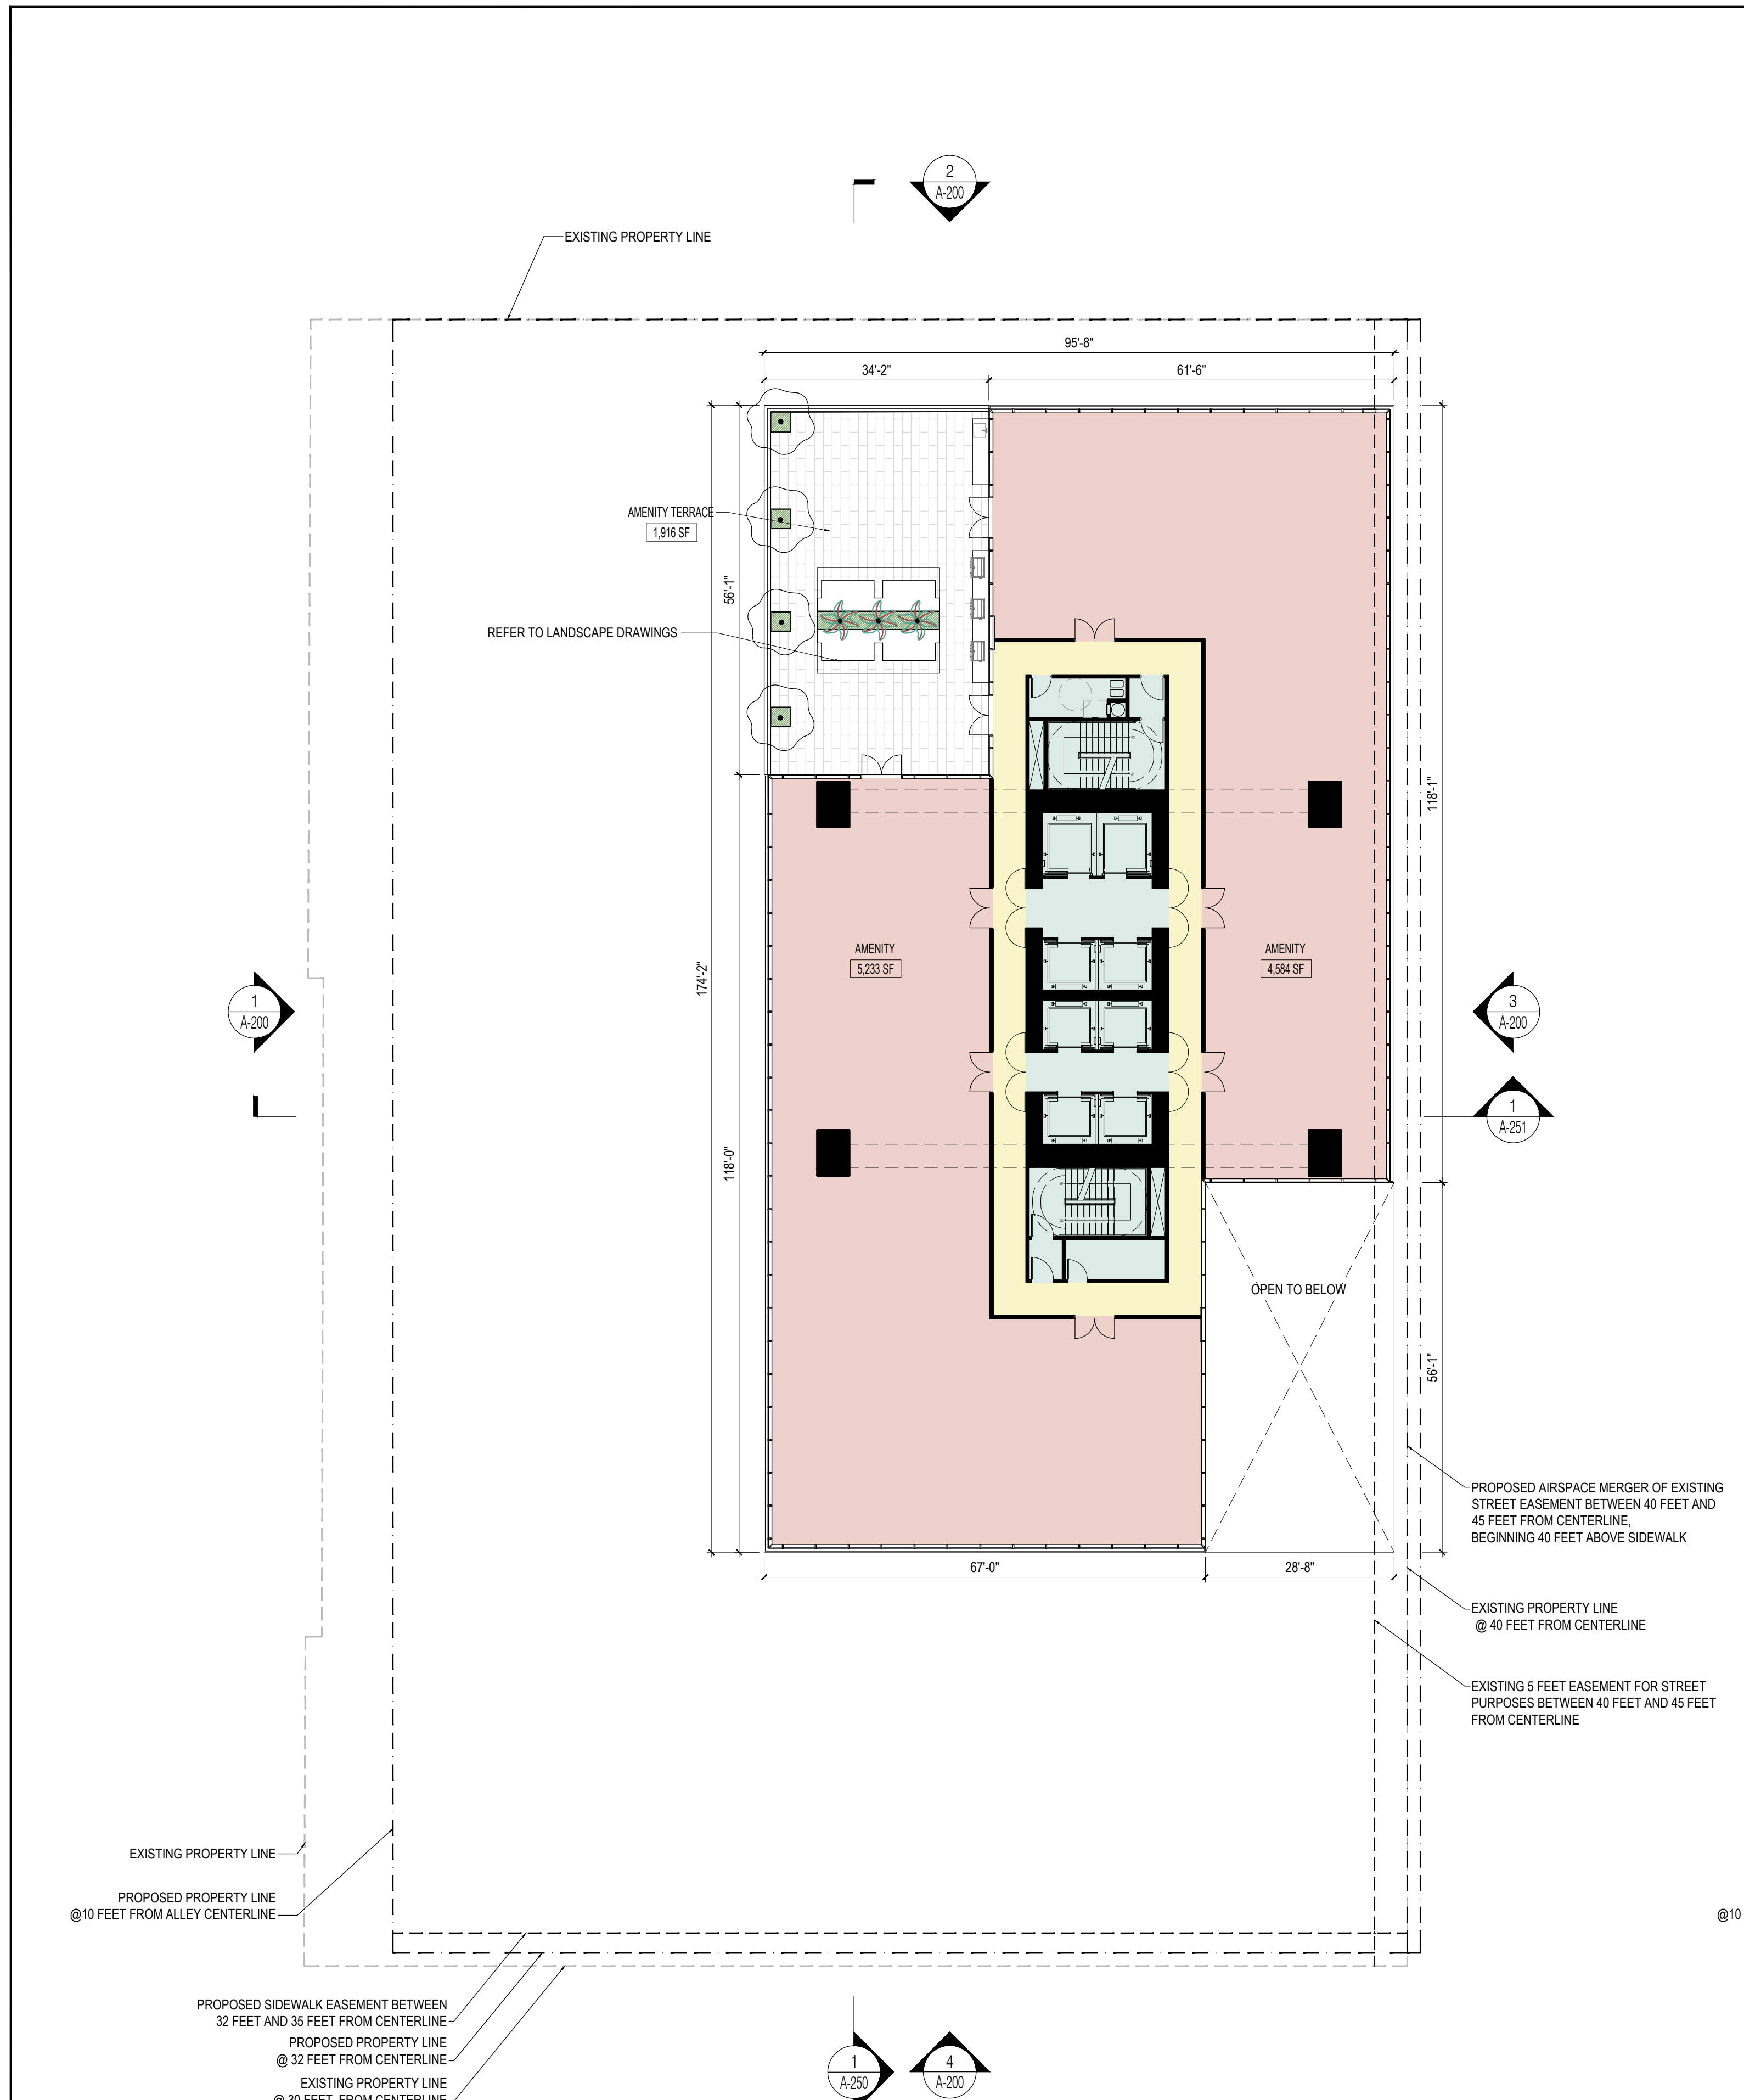 2
A-200
EXISTING PROPERTY LINE
95'-8"
34'-2"
61'-6"
AMENITY TERRACE
1,916 SF
56'-1"
REFER TO LANDSCAPE DRAWINGS
118'-1"
AMENITY
5,233 SF
AMENITY
4,584 SF
174'-2"
1
A-200
3
A-200
1
A-251
118'-0"
OPEN TO BELOW
56'-1"
PROPOSED AIRSPACE MERGER OF EXISTING
STREET EASEMENT BETWEEN 40 FEET AND
45 FEET FROM CENTERLINE,
BEGINNING 40 FEET ABOVE SIDEWALK
67'-0"
28'-8"
EXISTING PROPERTY LINE
@ 40 FEET FROM CENTERLINE
EXISTING 5 FEET EASEMENT FOR STREET
PURPOSES BETWEEN 40 FEET AND 45 FEET
FROM CENTERLINE
EXISTING PROPERTY LINE
PROPOSED PROPERTY LINE
@10 FEET FROM ALLEY CENTERLINE
@10
PROPOSED SIDEWALK EASEMENT BETWEEN
32 FEET AND 35 FEET FROM CENTERLINE
PROPOSED PROPERTY LINE
@ 32 FEET FROM CENTERLINE
EXISTING PROPERTY LINE
@ 30 FEET FROM CENTERLINE
1
A-250
4
A-200